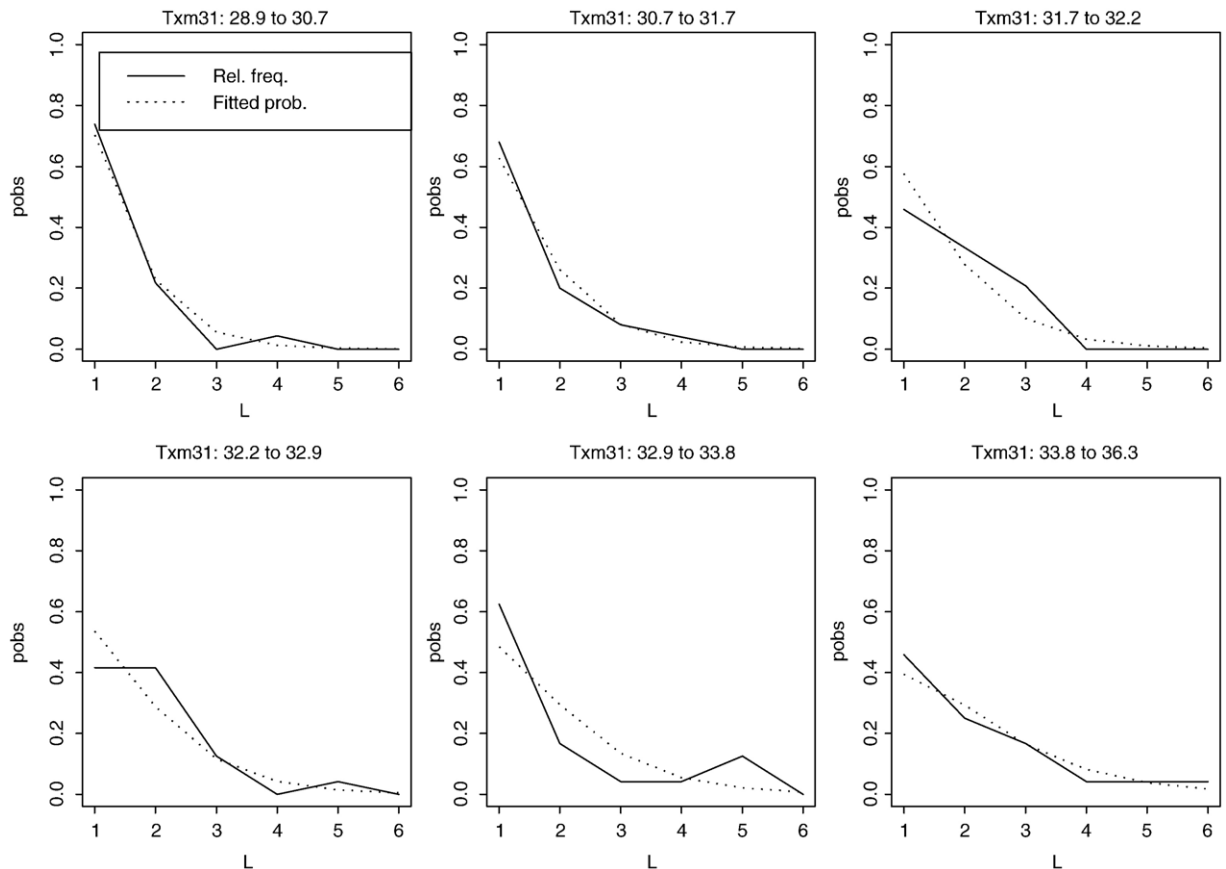 Txm31: 28.9 to 30.7
Rel. freq.
Fitted prob.
pobs
0.0 0.2 0.4 0.6 0.8 1.0
1 2 3 4 5 6
L
Txm31: 30.7 to 31.7
pobs
0.0 0.2 0.4 0.6 0.8 1.0
1 2 3 4 5 6
L
Txm31: 31.7 to 32.2
pobs
0.0 0.2 0.4 0.6 0.8 1.0
1 2 3 4 5 6
L
Txm31: 32.2 to 32.9
pobs
0.0 0.2 0.4 0.6 0.8 1.0
1 2 3 4 5 6
L
Txm31: 32.9 to 33.8
pobs
0.0 0.2 0.4 0.6 0.8 1.0
1 2 3 4 5 6
L
Txm31: 33.8 to 36.3
pobs
0.0 0.2 0.4 0.6 0.8 1.0
1 2 3 4 5 6
L